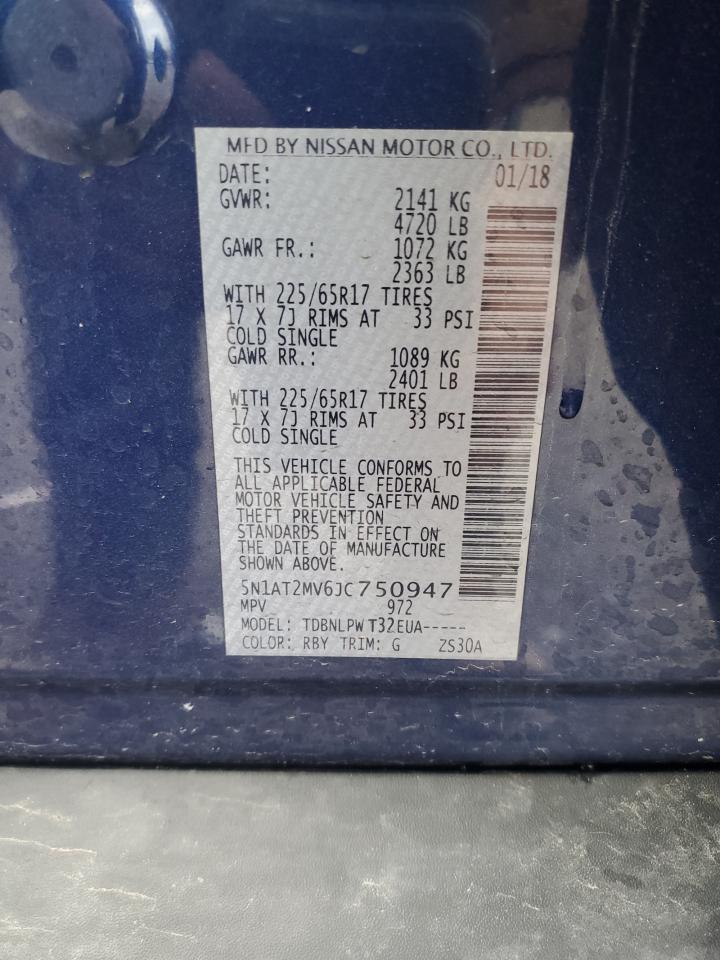 MFD BY NISSAN MOTOR CO., LTD.
DATE: 01/18
GVWR: 2141 KG
4720 LB
GAWR FR.: 1072 KG
2363 LB
WITH 225/65R17 TIRES
17 X 7J RIMS AT 33 PSI
COLD SINGLE
GAWR RR.: 1089 KG
2401 LB
WITH 225/65R17 TIRES
17 X 7J RIMS AT 33 PSI
COLD SINGLE
THIS VEHICLE CONFORMS TO
ALL APPLICABLE FEDERAL
MOTOR VEHICLE SAFETY AND
THEFT PREVENTION
STANDARDS IN EFFECT ON
THE DATE OF MANUFACTURE
SHOWN ABOVE.
5N1AT2MV6JC750947
MPV 972
MODEL: TDBNLPW T32EUA-----
COLOR: RBY TRIM: G ZS30A